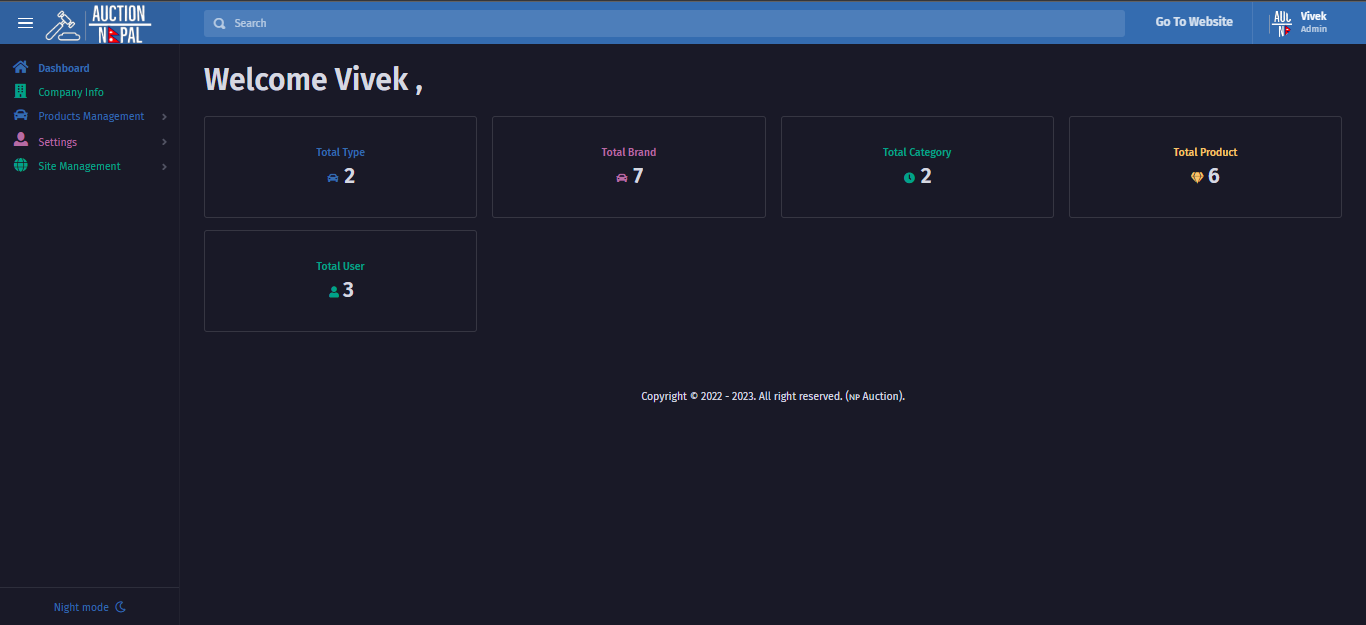 AUCTION
NEPAL
Search
Go To Website
AUC
NE
Vivek
Admin
Dashboard
Company Info
Products Management
Settings
Site Management
Welcome Vivek ,
Total Type
2
Total Brand
7
Total Category
2
Total Product
6
Total User
3
Copyright © 2022 - 2023. All right reserved. (NP Auction).
Night mode